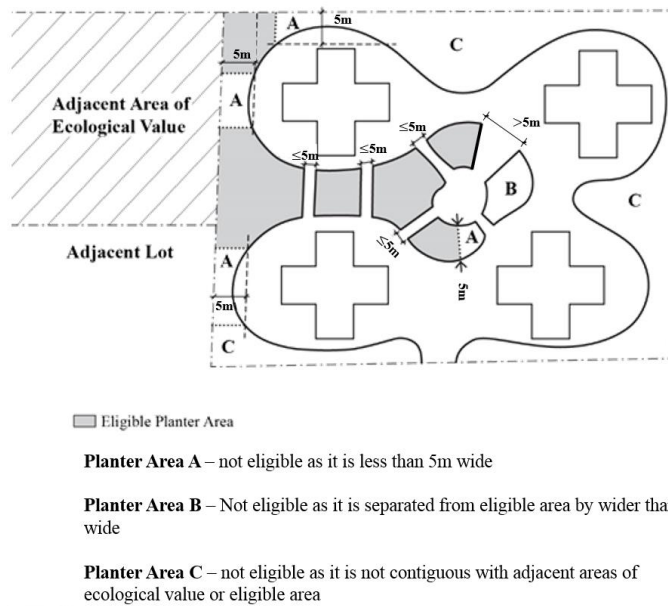 A
5m
C
5m
Adjacent Area of
Ecological Value
A
≤5m
≤5m
≤5m
>5m
B
C
A
≤5m
5m
Adjacent Lot
A
5m
C
Eligible Planter Area
Planter Area A – not eligible as it is less than 5m wide
Planter Area B – Not eligible as it is separated from eligible area by wider tha
wide
Planter Area C – not eligible as it is not contiguous with adjacent areas of
ecological value or eligible area